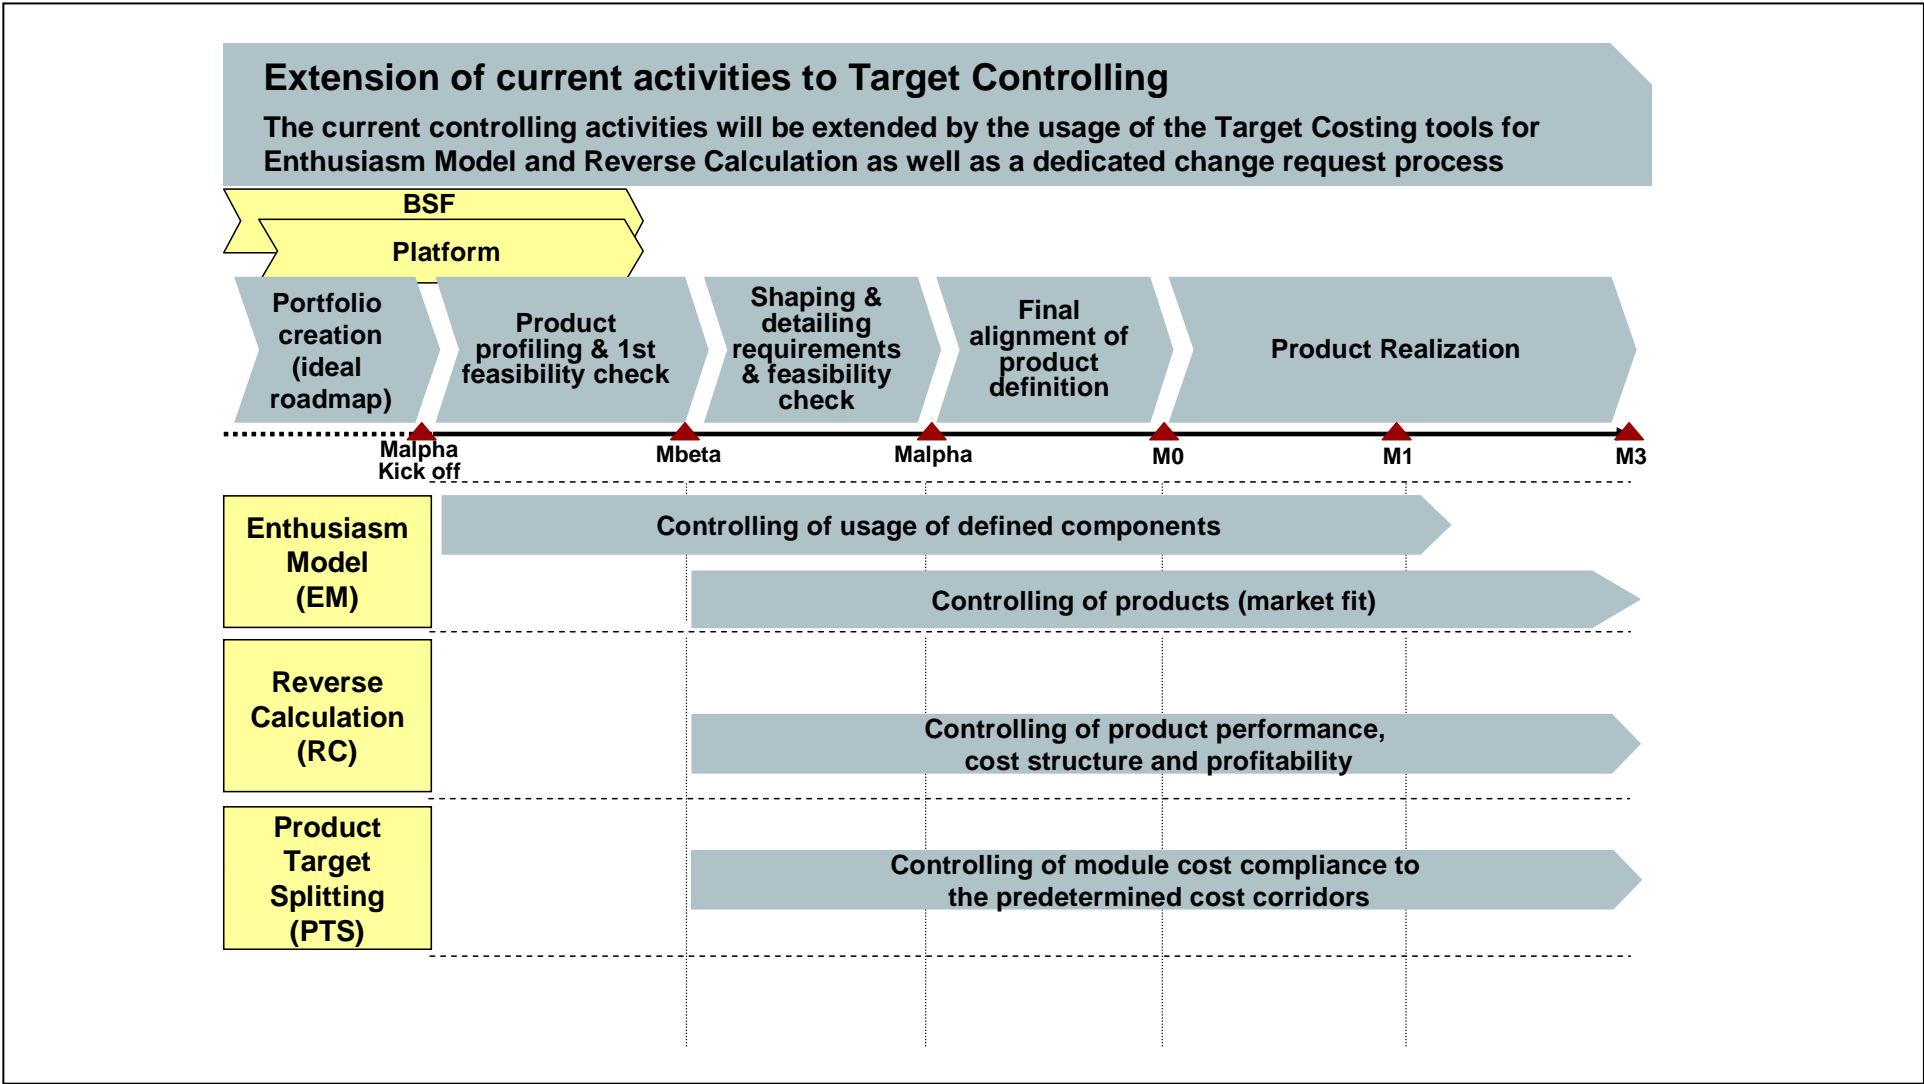 Extension of current activities to Target Controlling
The current controlling activities will be extended by the usage of the Target Costing tools for
Enthusiasm Model and Reverse Calculation as well as a dedicated change request process
BSF
Platform
Portfolio
creation
(ideal
roadmap)
Product
profiling & 1st
feasibility check
Shaping &
detailing
requirements
& feasibility
check
Final
alignment of
product
definition
Product Realization
Malpha
Kick off
Mbeta
Malpha
M0
M1
M3
Enthusiasm
Model
(EM)
Controlling of usage of defined components
Controlling of products (market fit)
Reverse
Calculation
(RC)
Controlling of product performance,
cost structure and profitability
Product
Target
Splitting
(PTS)
Controlling of module cost compliance to
the predetermined cost corridors